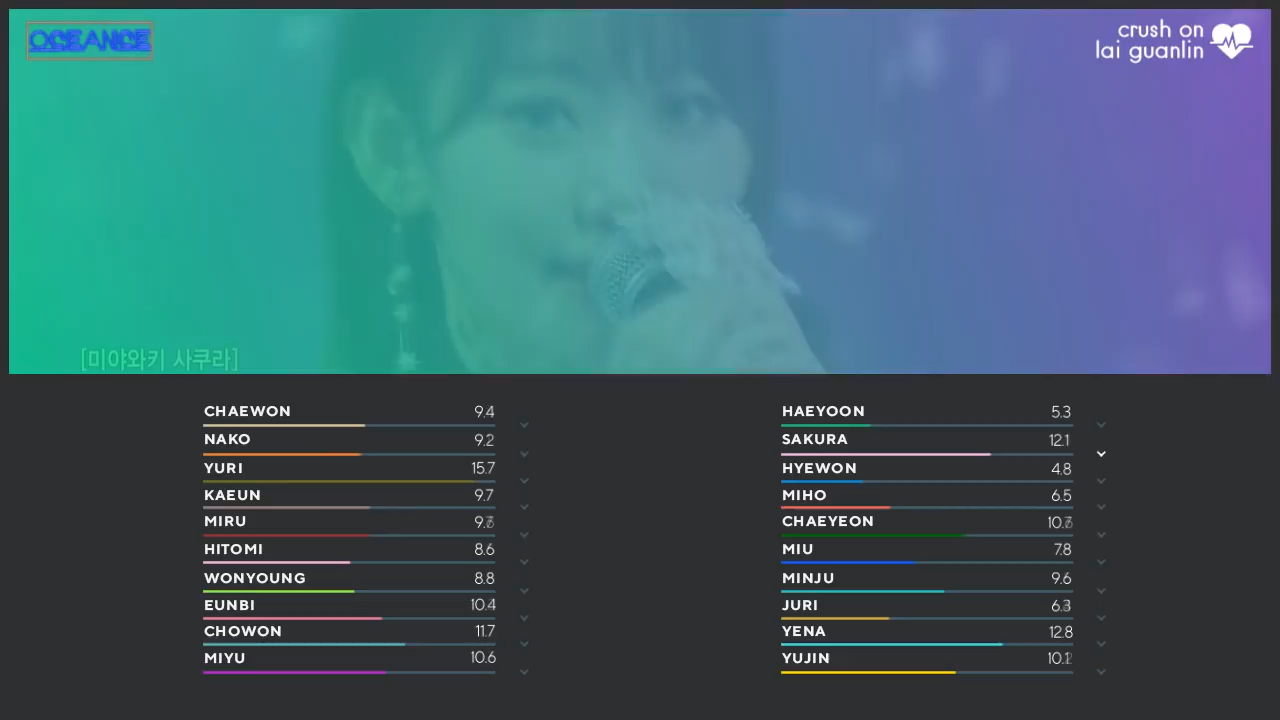 OCEANCE
crush on
lai guanlin
[미야와키 사쿠라]
CHAEWON 9.4
NAKO 9.2
YURI 15.7
KAEUN 9.7
MIRU
HITOMI 8.6
WONYOUNG 8.8
EUNBI 10.4
CHOWON 11.7
MIYU 10.6
HAEYOON 5.3
SAKURA 12.1
HYEWON 4.8
MIHO 6.5
CHAEYEON
MIU 7.8
MINJU 9.6
JURI 6.3
YENA 12.8
YUJIN